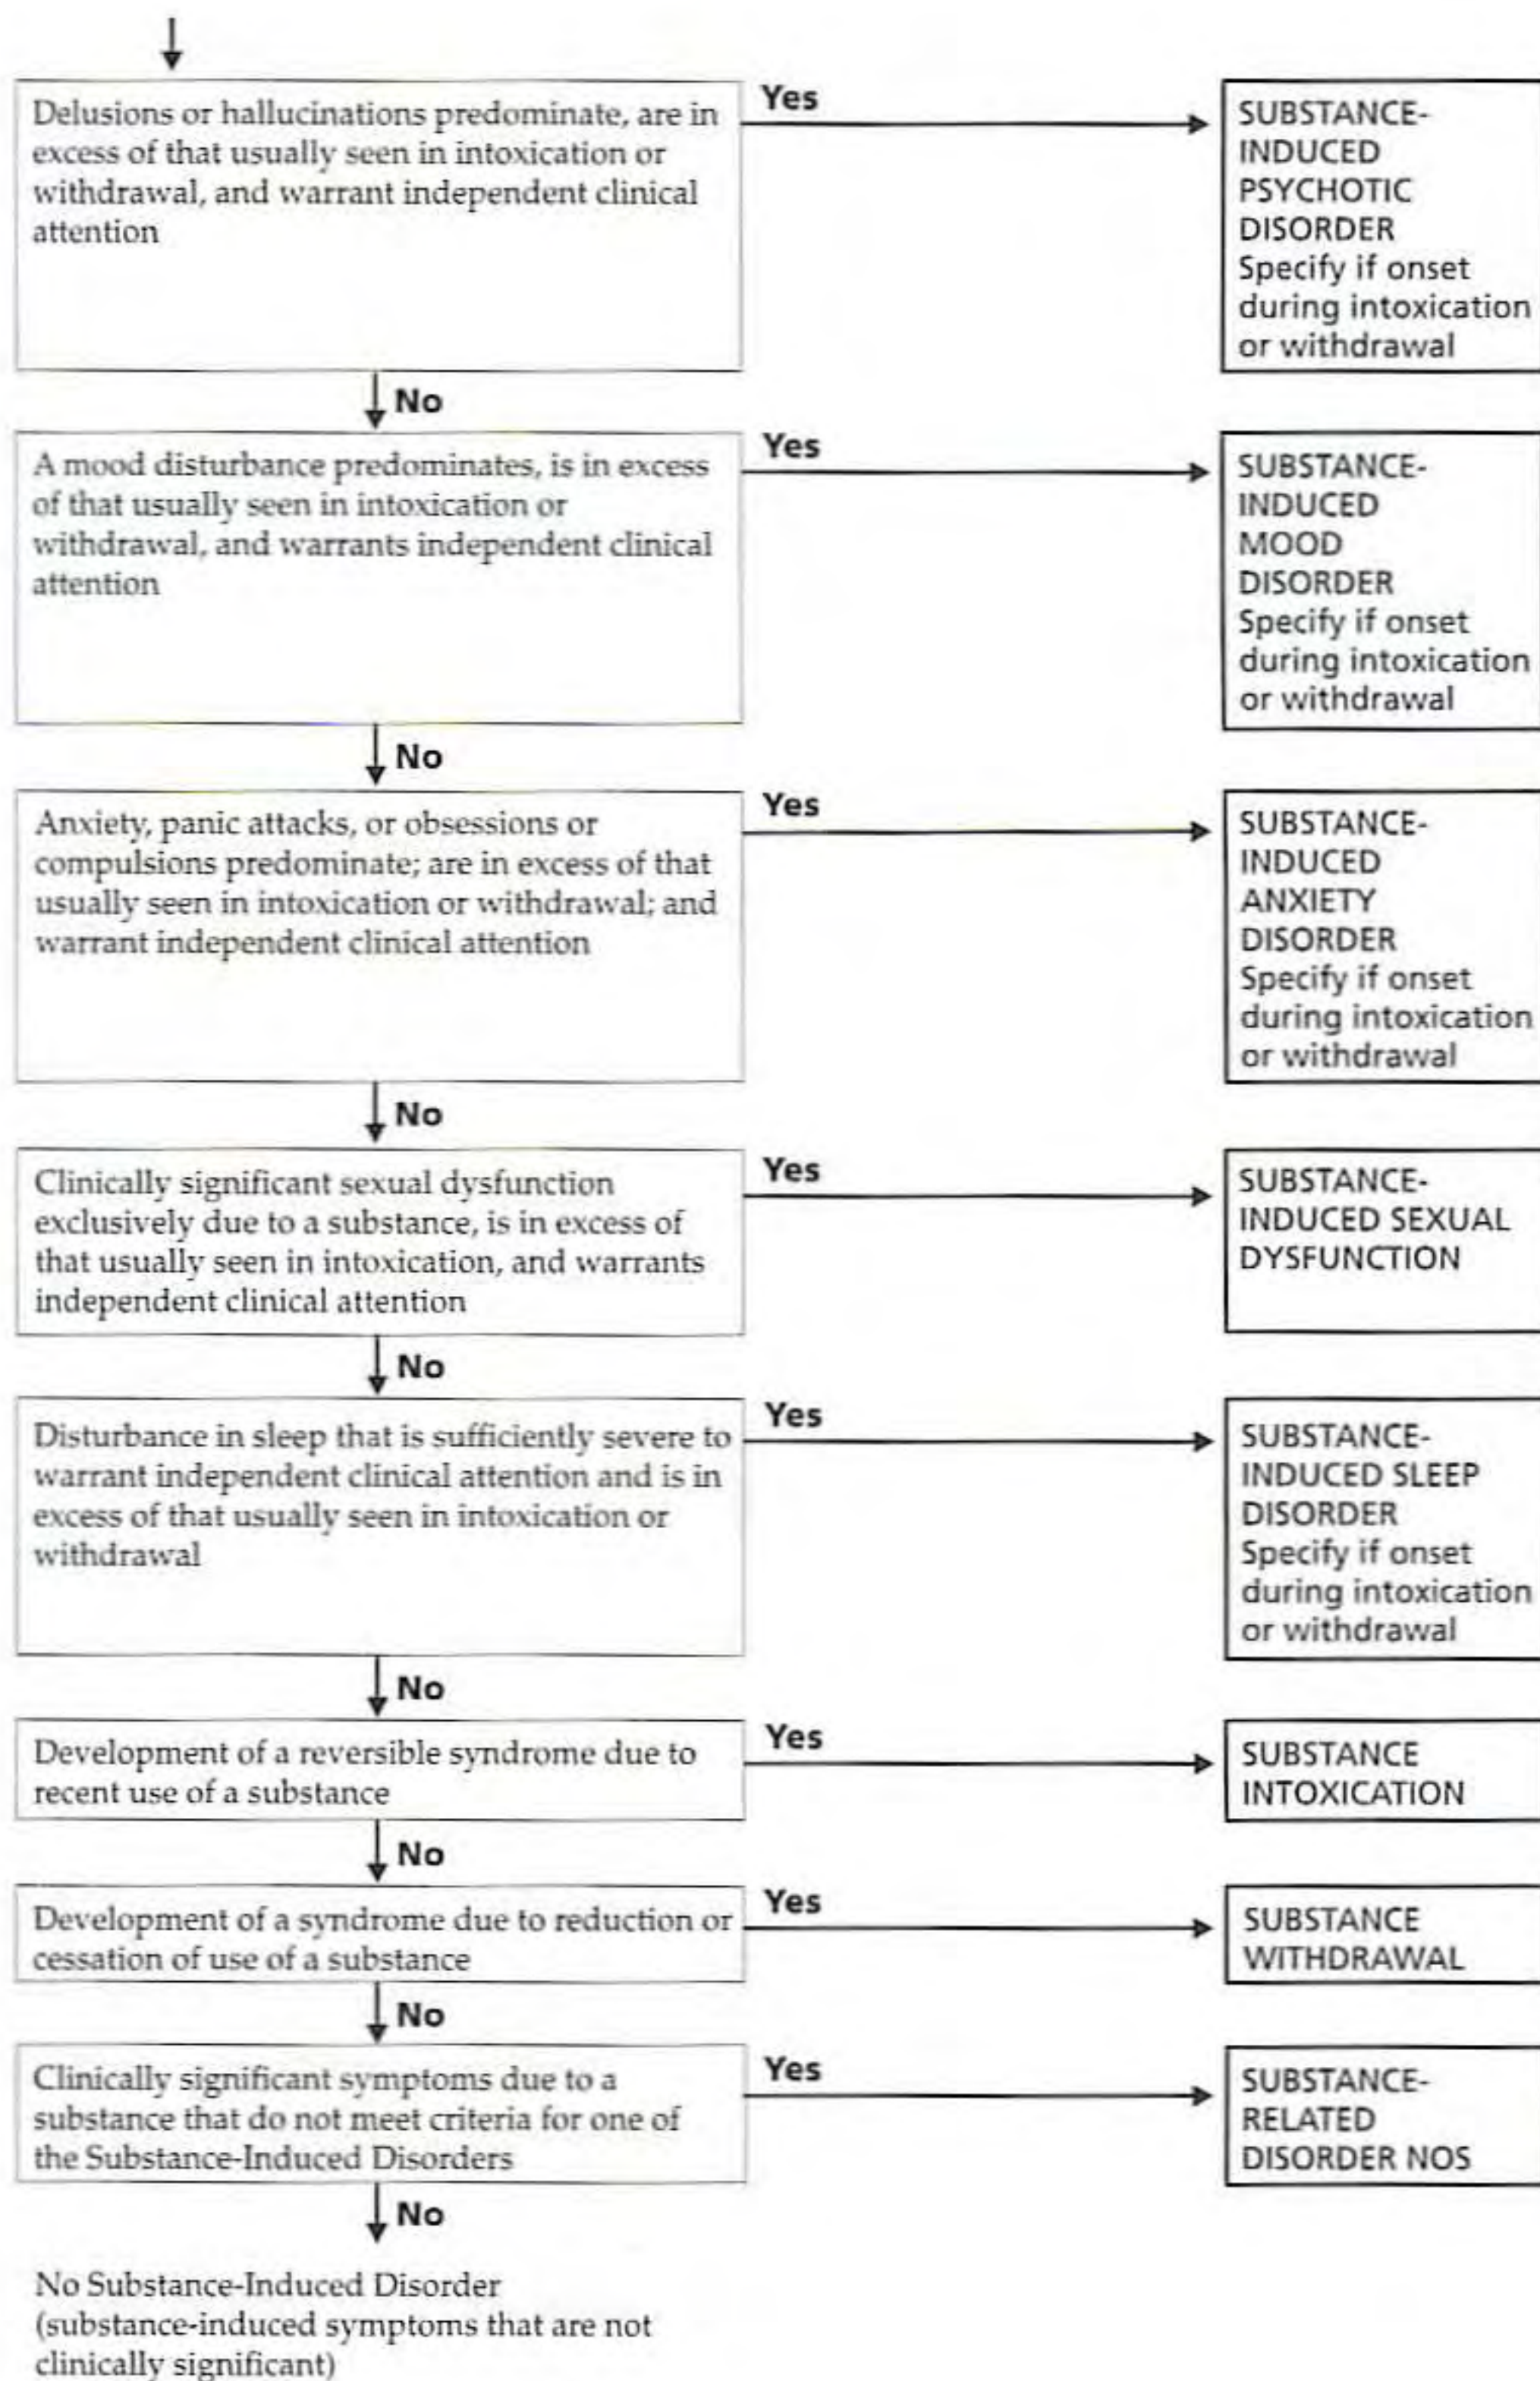 Delusions or hallucinations predominate, are in
excess of that usually seen in intoxication or
withdrawal, and warrant independent clinical
attention
Yes
SUBSTANCE-
INDUCED
PSYCHOTIC
DISORDER
Specify if onset
during intoxication
or withdrawal
No
A mood disturbance predominates, is in excess
of that usually seen in intoxication or
withdrawal, and warrants independent clinical
attention
Yes
SUBSTANCE-
INDUCED
MOOD
DISORDER
Specify if onset
during intoxication
or withdrawal
No
Anxiety, panic attacks, or obsessions or
compulsions predominate; are in excess of that
usually seen in intoxication or withdrawal; and
warrant independent clinical attention
Yes
SUBSTANCE-
INDUCED
ANXIETY
DISORDER
Specify if onset
during intoxication
or withdrawal
No
Clinically significant sexual dysfunction
exclusively due to a substance, is in excess of
that usually seen in intoxication, and warrants
independent clinical attention
Yes
SUBSTANCE-
INDUCED SEXUAL
DYSFUNCTION
No
Disturbance in sleep that is sufficiently severe to
warrant independent clinical attention and is in
excess of that usually seen in intoxication or
withdrawal
Yes
SUBSTANCE-
INDUCED SLEEP
DISORDER
Specify if onset
during intoxication
or withdrawal
No
Development of a reversible syndrome due to
recent use of a substance
Yes
SUBSTANCE
INTOXICATION
No
Development of a syndrome due to reduction or
cessation of use of a substance
Yes
SUBSTANCE
WITHDRAWAL
No
Clinically significant symptoms due to a
substance that do not meet criteria for one of
the Substance-Induced Disorders
Yes
SUBSTANCE-
RELATED
DISORDER NOS
No
No Substance-Induced Disorder
(substance-induced symptoms that are not
clinically significant)